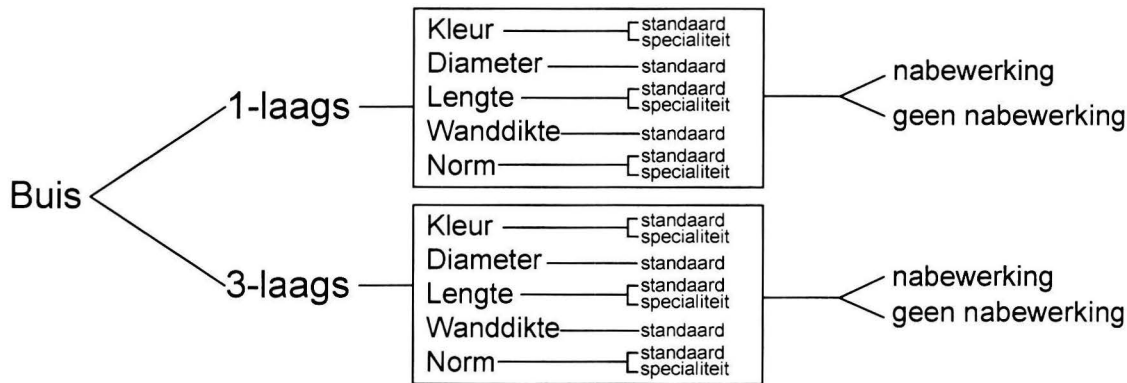 Buis
1-laags
Kleur standaard
specialiteit
Diameter standaard
Lengte standaard
specialiteit
Wanddikte standaard
Norm standaard
specialiteit
nabewerking
geen nabewerking
3-laags
Kleur standaard
specialiteit
Diameter standaard
Lengte standaard
specialiteit
Wanddikte standaard
Norm standaard
specialiteit
nabewerking
geen nabewerking